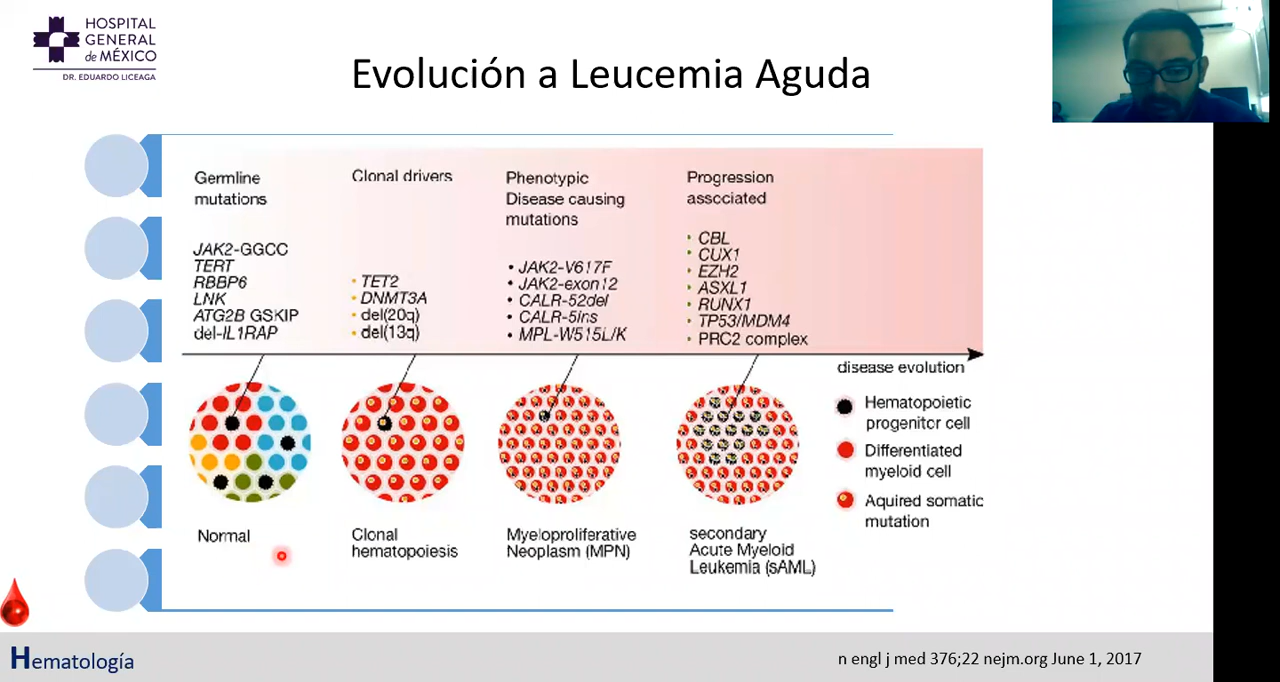 HOSPITAL
GENERAL
de MÉXICO
DR. EDUARDO LICEAGA
Evolución a Leucemia Aguda
Germline
mutations
JAK2-GGCC
TERT
RBBP6
LNK
ATG2B GSKIP
del-IL1RAP
Clonal drivers
• TET2
• DNMT3A
• del(20q)
• del(13q)
Phenotypic
Disease causing
mutations
• JAK2-V617F
• JAK2-exon12
• CALR-52del
• CALR-5ins
• MPL-W515L/K
Progression
associated
• CBL
• CUX1
• EZH2
• ASXL1
• RUNX1
• TP53/MDM4
• PRC2 complex
disease evolution
Hematopoietic
progenitor cell
Differentiated
myeloid cell
Aquired somatic
mutation
Normal
Clonal
hematopoiesis
Myeloproliferative
Neoplasm (MPN)
secondary
Acute Myeloid
Leukemia (sAML)
Hematología
n engl j med 376;22 nejm.org June 1, 2017